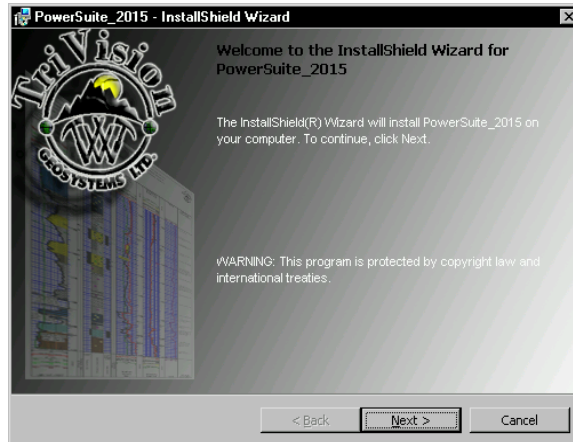 PowerSuite_2015 - InstallShield Wizard
TriVision
GEOSYSTEMS LTD.
Welcome to the InstallShield Wizard for
PowerSuite_2015
The InstallShield(R) Wizard will install PowerSuite_2015 on
your computer. To continue, click Next.
WARNING: This program is protected by copyright law and
international treaties.
< Back
Next >
Cancel